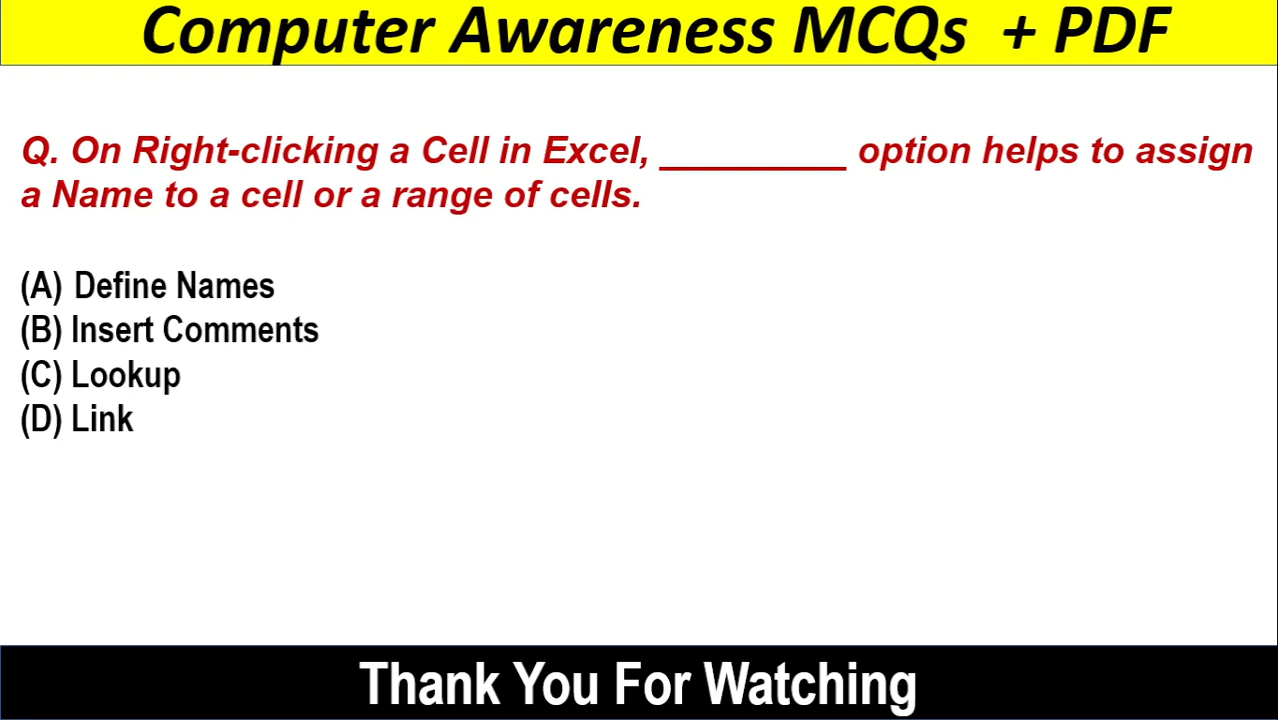 Computer Awareness MCQs + PDF
Q. On Right-clicking a Cell in Excel, _________ option helps to assign
a Name to a cell or a range of cells.
(A) Define Names
(B) Insert Comments
(C) Lookup
(D) Link
Thank You For Watching